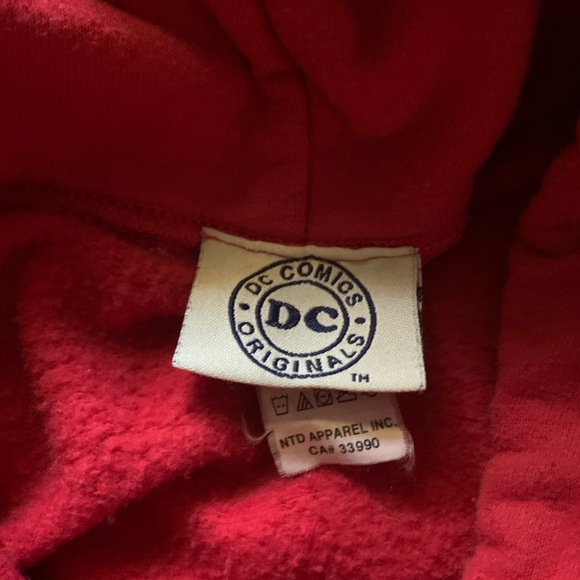 DC COMICS
DC
ORIGINALS
TM
NTD APPAREL INC.
CA# 33990